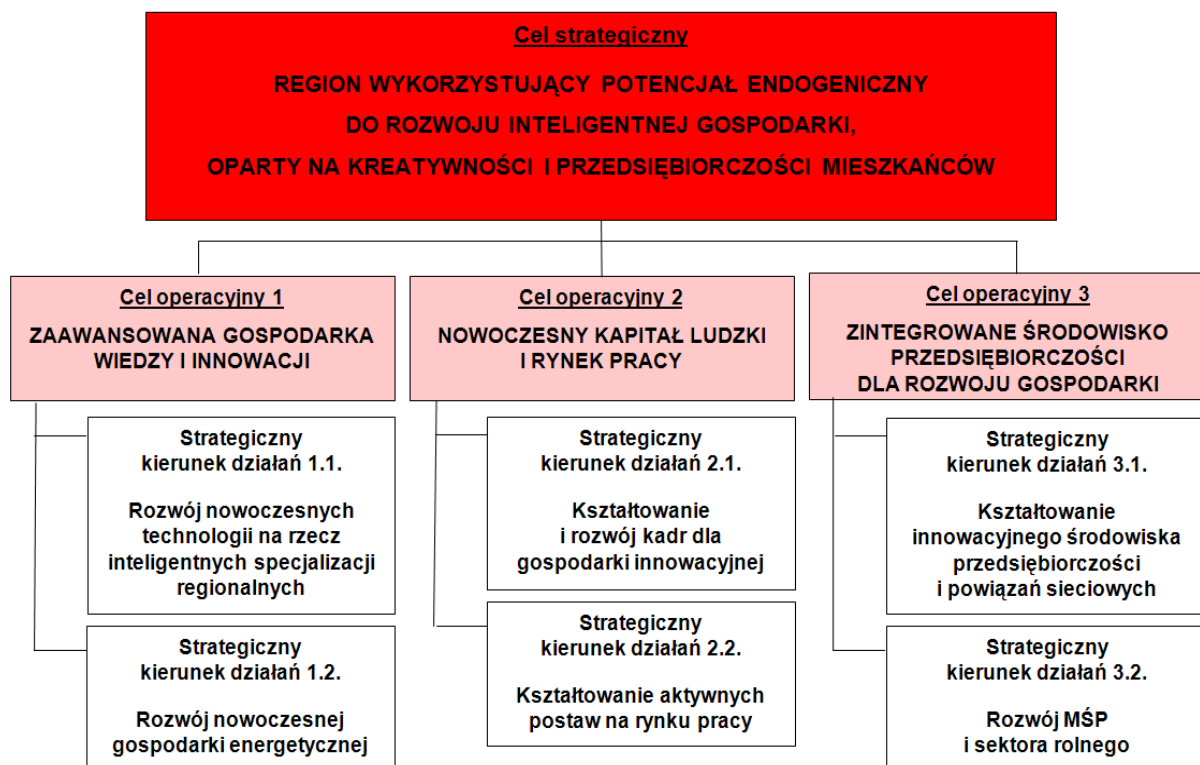 Cel strategiczny
REGION WYKORZYSTUJĄCY POTENCJAŁ ENDOGENICZNY
DO ROZWOJU INTELIGENTNEJ GOSPODARKI,
OPARTY NA KREATYWNOŚCI I PRZEDSIĘBIORCZOŚCI MIESZKAŃCÓW
Cel operacyjny 1
ZAAWANSOWANA GOSPODARKA
WIEDZY I INNOWACJI
Strategiczny
kierunek działań 1.1.
Rozwój nowoczesnych
technologii na rzecz
inteligentnych specjalizacji
regionalnych
Strategiczny
kierunek działań 1.2.
Rozwój nowoczesnej
gospodarki energetycznej
Cel operacyjny 2
NOWOCZESNY KAPITAŁ LUDZKI
I RYNEK PRACY
Strategiczny
kierunek działań 2.1.
Kształtowanie
i rozwój kadr dla
gospodarki innowacyjnej
Strategiczny
kierunek działań 2.2.
Kształtowanie aktywnych
postaw na rynku pracy
Cel operacyjny 3
ZINTEGROWANE ŚRODOWISKO
PRZEDSIĘBIORCZOŚCI
DLA ROZWOJU GOSPODARKI
Strategiczny
kierunek działań 3.1.
Kształtowanie
innowacyjnego środowiska
przedsiębiorczości
i powiązań sieciowych
Strategiczny
kierunek działań 3.2.
Rozwój MŚP
i sektora rolnego